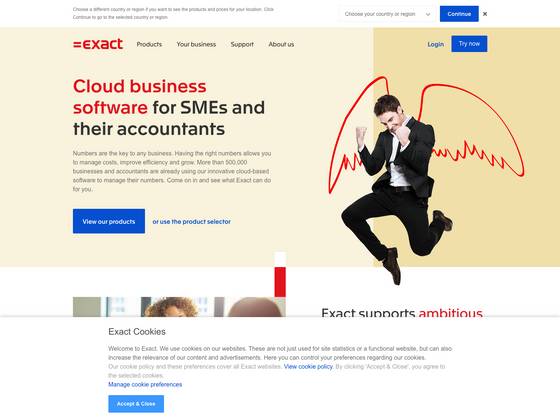 Choose a different country or region if you want to see the products and prices for your location. Click
Continue to go to the selected country or region.
Choose your country or region
Continue
=exact
Products
Your business
Support
About us
Login
Try now
Cloud business
software for SMEs and
their accountants
Numbers are the key to any business. Having the right numbers allows you
to manage costs, improve efficiency and grow. More than 500,000
businesses and accountants are already using our innovative cloud-based
software to manage their numbers. Come on in and see what Exact can do
for you.
View our products
or use the product selector
Exact supports ambitious
Exact Cookies
Welcome to Exact. We use cookies on our websites. These are not just used for site statistics or a functional website, but can also
increase the relevance of our content and advertisements. Here you can control your preferences regarding our cookies.
Our cookie policy and these preferences cover all Exact websites. View cookie policy. By clicking 'Accept & Close', you agree to
the selected cookies.
Manage cookie preferences
Accept & Close